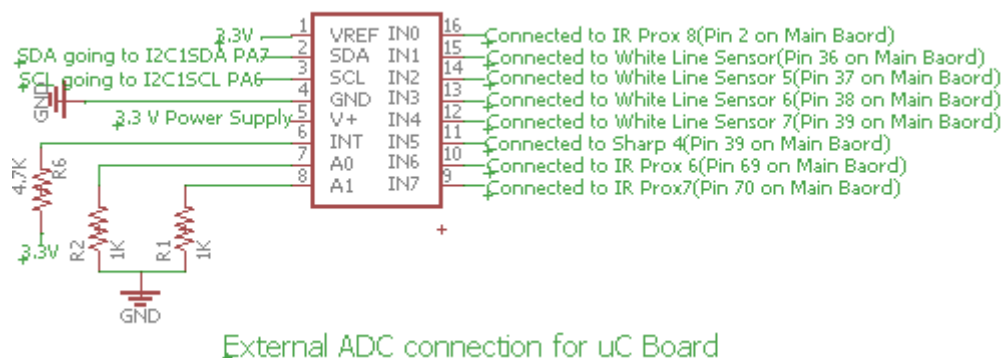 3.3V 1 VREF IN0 16 Connected to IR Prox 8(Pin 2 on Main Baord)
SDA going to I2C1SDA PA7 2 SDA IN1 15 Connected to White Line Sensor(Pin 36 on Main Baord)
SCL going to I2C1SCL PA6 3 SCL IN2 14 Connected to White Line Sensor 5(Pin 37 on Main Baord)
GND 4 GND IN3 13 Connected to White Line Sensor 6(Pin 38 on Main Baord)
3.3 V Power Supply 5 V+ IN4 12 Connected to White Line Sensor 7(Pin 39 on Main Baord)
6 INT IN5 11 Connected to Sharp 4(Pin 39 on Main Baord)
7 A0 IN6 10 Connected to IR Prox 6(Pin 69 on Main Baord)
8 A1 IN7 9 Connected to IR Prox7(Pin 70 on Main Baord)
4.7K R6
3.3V R2 1K R1 1K
GND
External ADC connection for uC Board